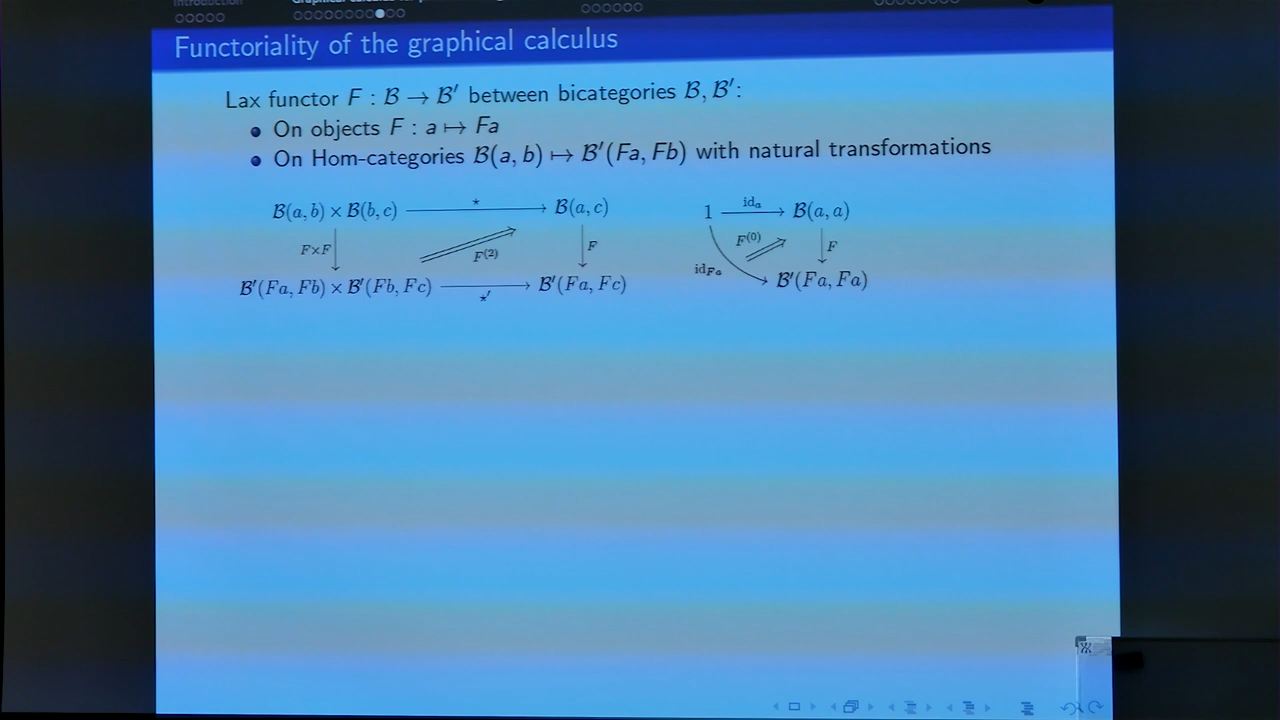 Functoriality of the graphical calculus
Lax functor F : B → B′ between bicategories B, B′:
• On objects F : a ↦ Fa
• On Hom-categories B(a, b) ↦ B′(Fa, Fb) with natural transformations
B(a, b) × B(b, c) ⋆ B(a, c) 1 id_a B(a, a)
F×F F^(2) F id_Fa F^(0) F
B′(Fa, Fb) × B′(Fb, Fc) ⋆′ B′(Fa, Fc) B′(Fa, Fa)
Ж